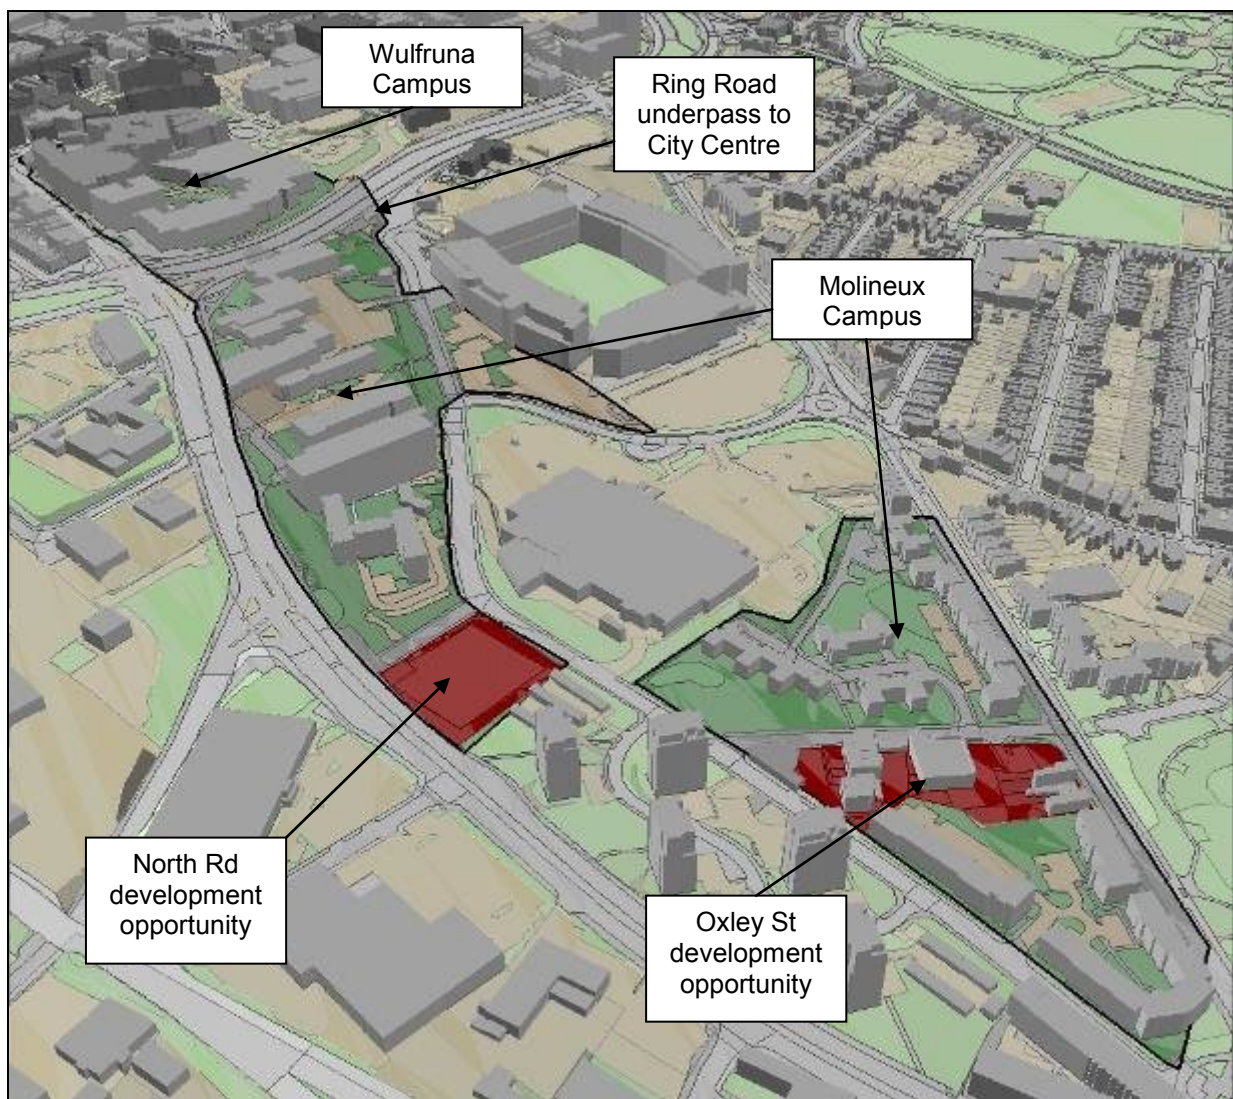 Wulfruna
Campus
Ring Road
underpass to
City Centre
Molineux
Campus
North Rd
development
opportunity
Oxley St
development
opportunity